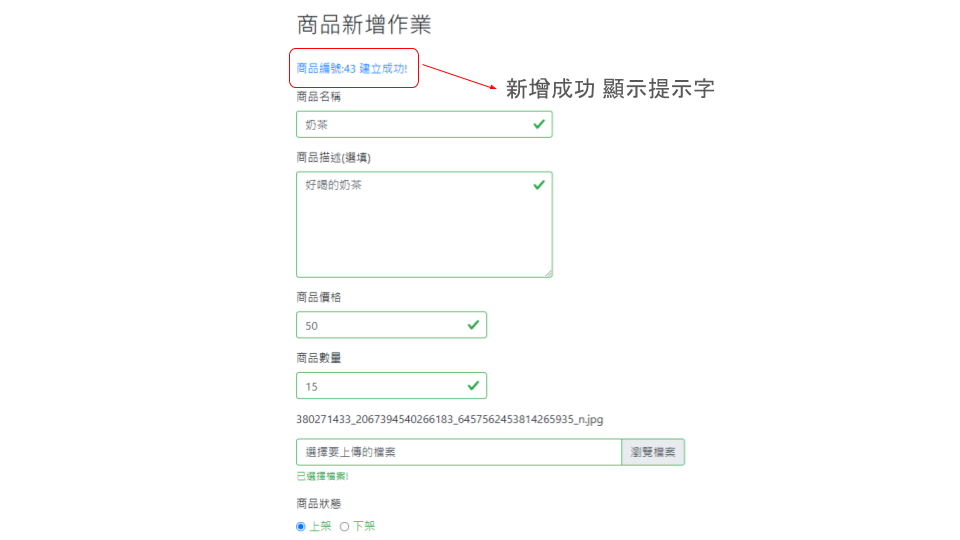 商品新增作業
商品編號:43 建立成功!
新增成功 顯示提示字
商品名稱
奶茶
商品描述(選填)
好喝的奶茶
商品價格
50
商品數量
15
380271433_2067394540266183_6457562453814265935_n.jpg
選擇要上傳的檔案 瀏覽檔案
已選擇檔案!
商品狀態
上架 下架